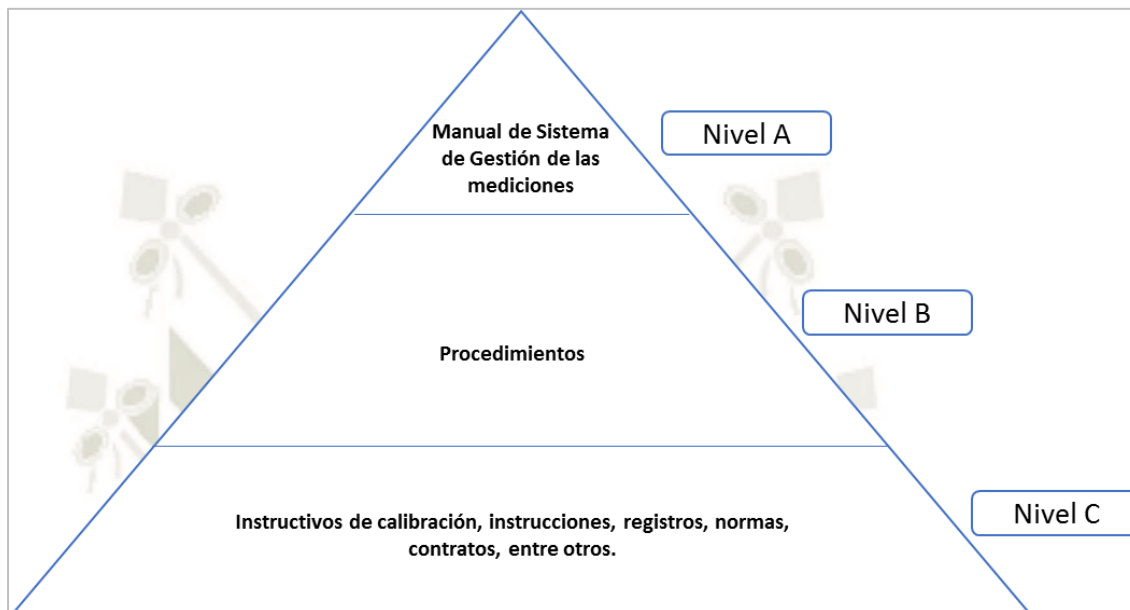 Manual de Sistema
de Gestión de las
mediciones
Nivel A
Procedimientos
Nivel B
Instructivos de calibración, instrucciones, registros, normas,
contratos, entre otros.
Nivel C